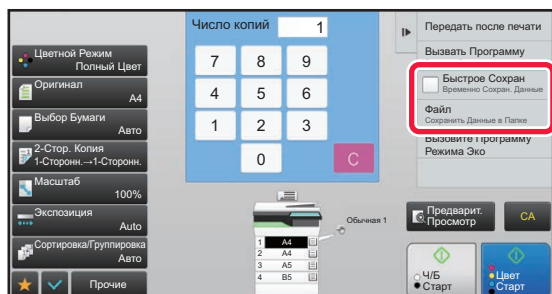 Число копий
1
Передать после печати
Вызвать Программу
Цветной Режим
Полный Цвет
7
8
9
Быстрое Сохран
Временно Сохран. Данные
Оригинал
A4
4
5
6
Файл
Сохранить Данные в Папке
Выбор Бумаги
Авто
1
2
3
Вызовите Программу
Режима Эко
2-Стор. Копия
1-Сторонн.→1-Сторонн.
0
C
Масштаб
100%
Экспозиция
Auto
Обычная 1
Предварит.
Просмотр
CA
Сортировка/Группировка
Авто
1 A4
2 A4
3 A5
4 B5
Ч/Б
Старт
Цвет
Старт
Прочие